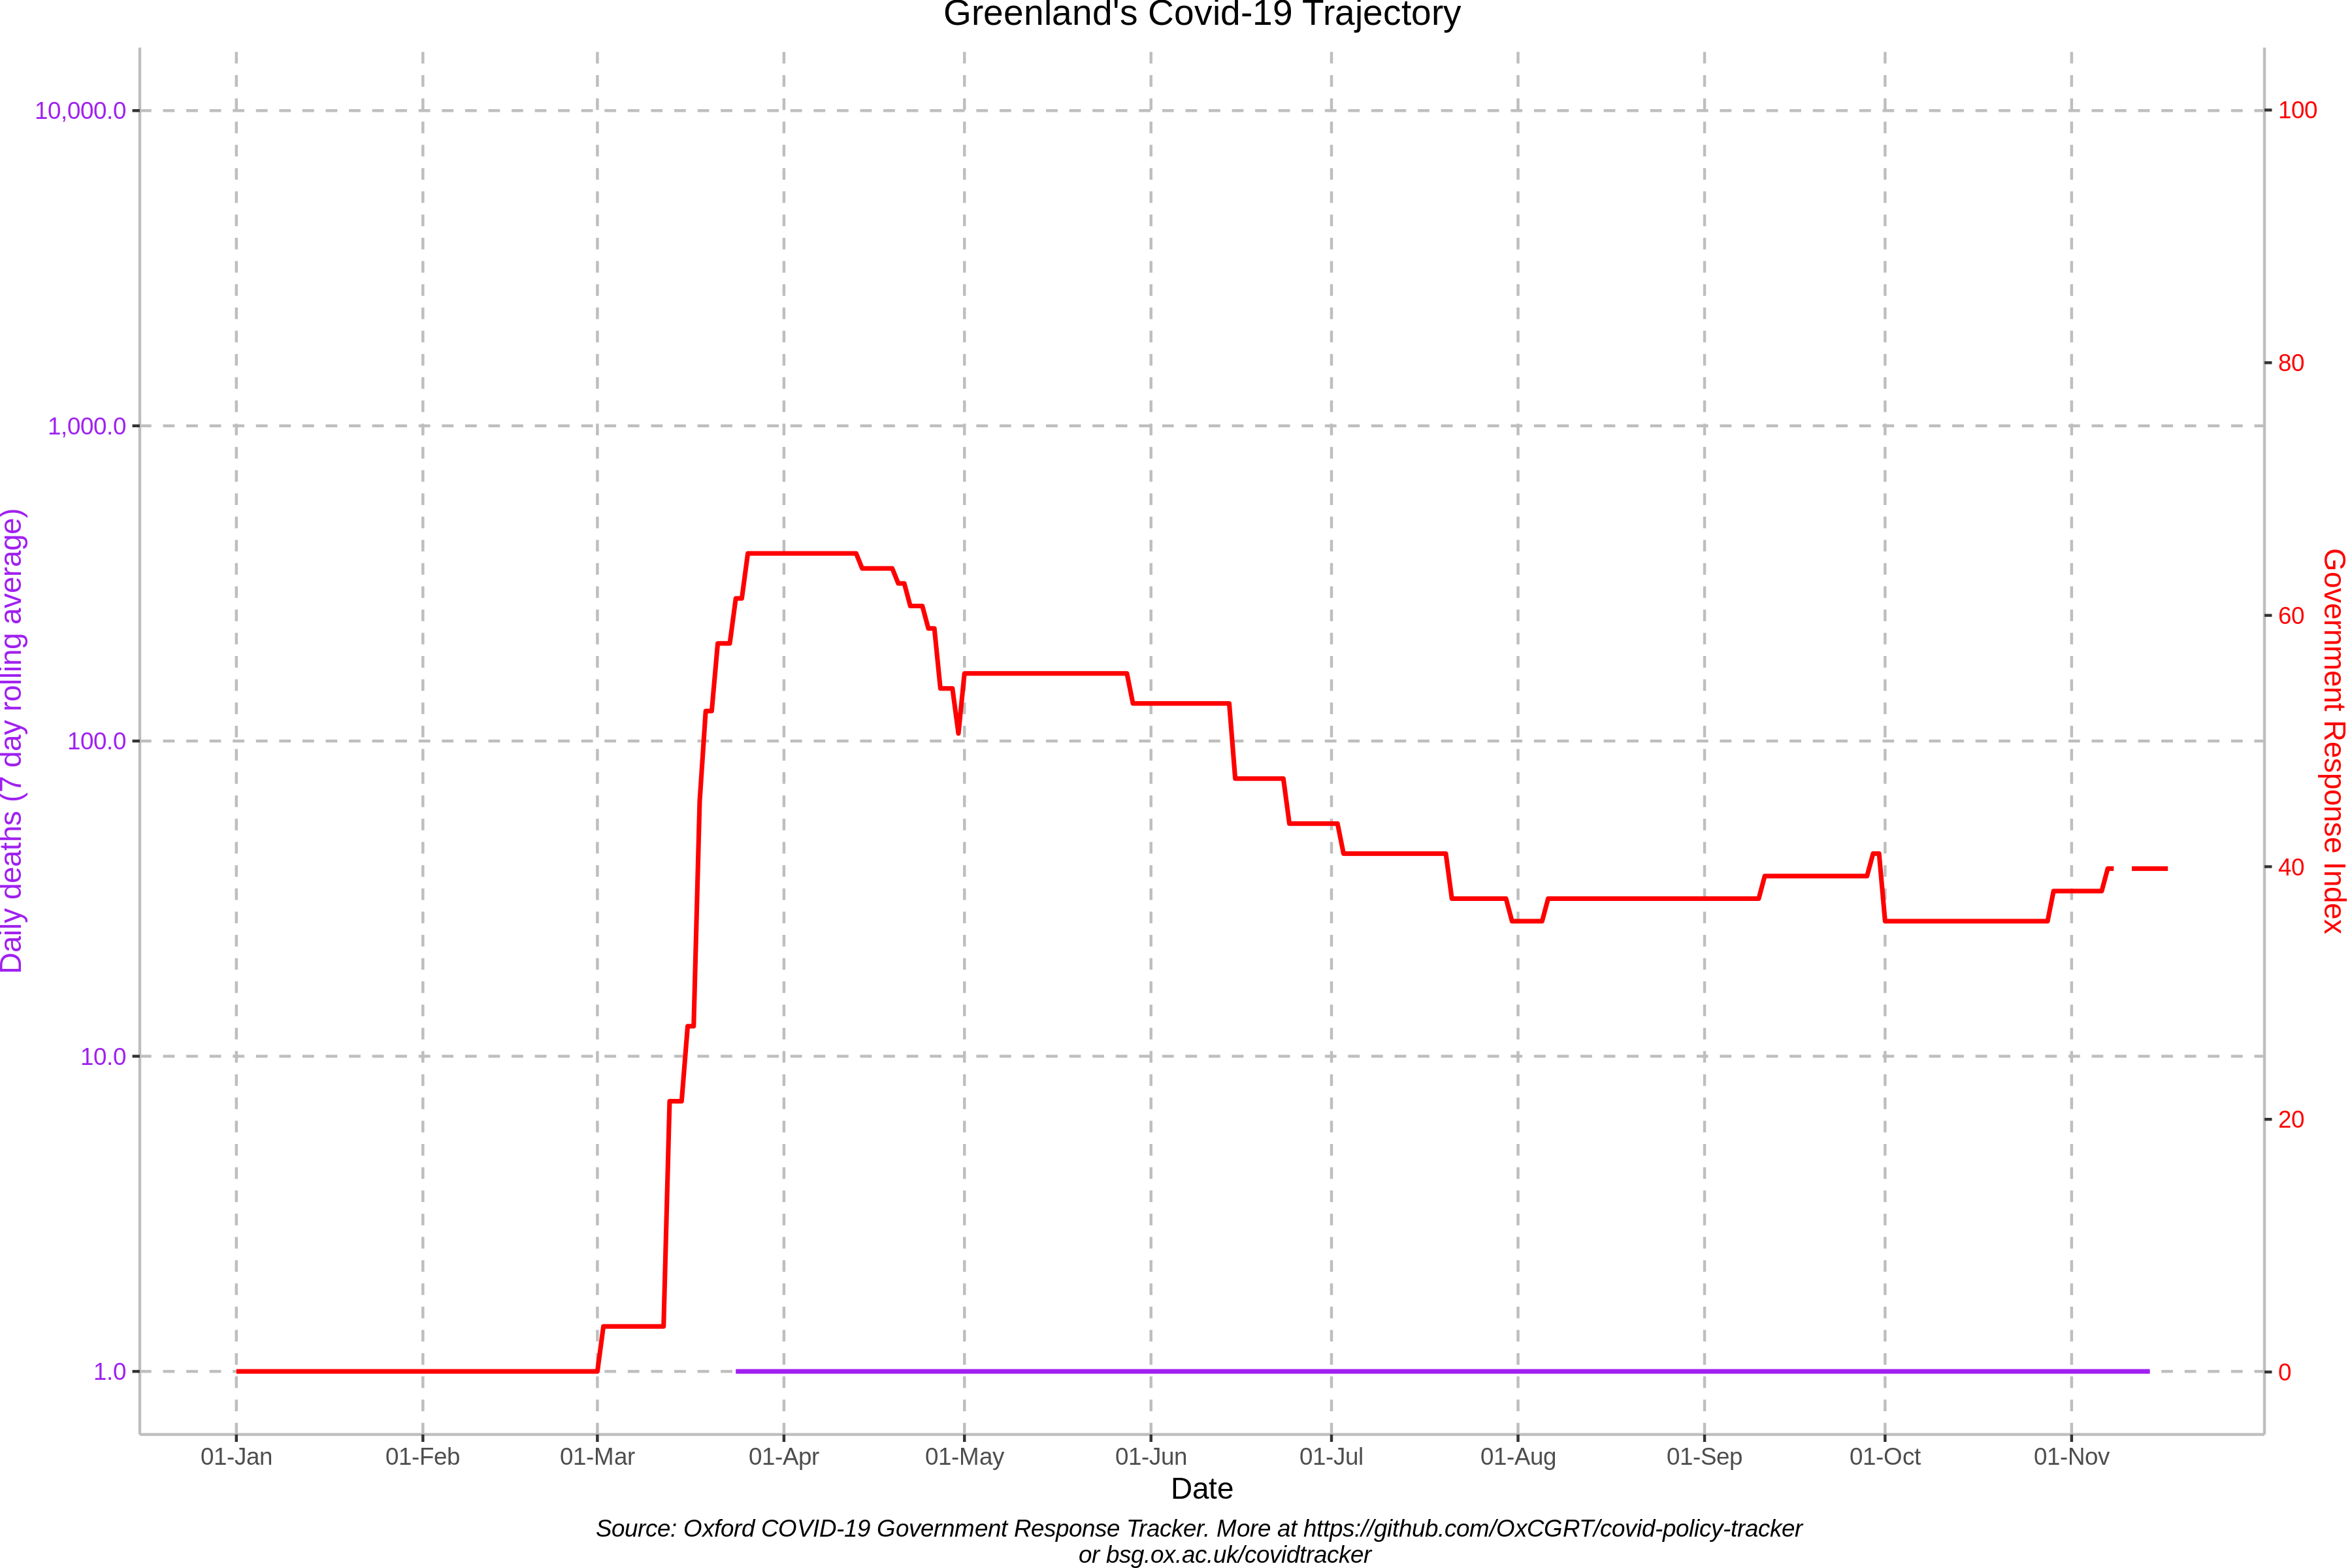 Greenland's Covid-19 Trajectory
10,000.0
1,000.0
100.0
10.0
1.0
Daily deaths (7 day rolling average)
100
80
60
40
20
0
Government Response Index
01-Jan 01-Feb 01-Mar 01-Apr 01-May 01-Jun 01-Jul 01-Aug 01-Sep 01-Oct 01-Nov
Date
Source: Oxford COVID-19 Government Response Tracker. More at https://github.com/OxCGRT/covid-policy-tracker
or bsg.ox.ac.uk/covidtracker